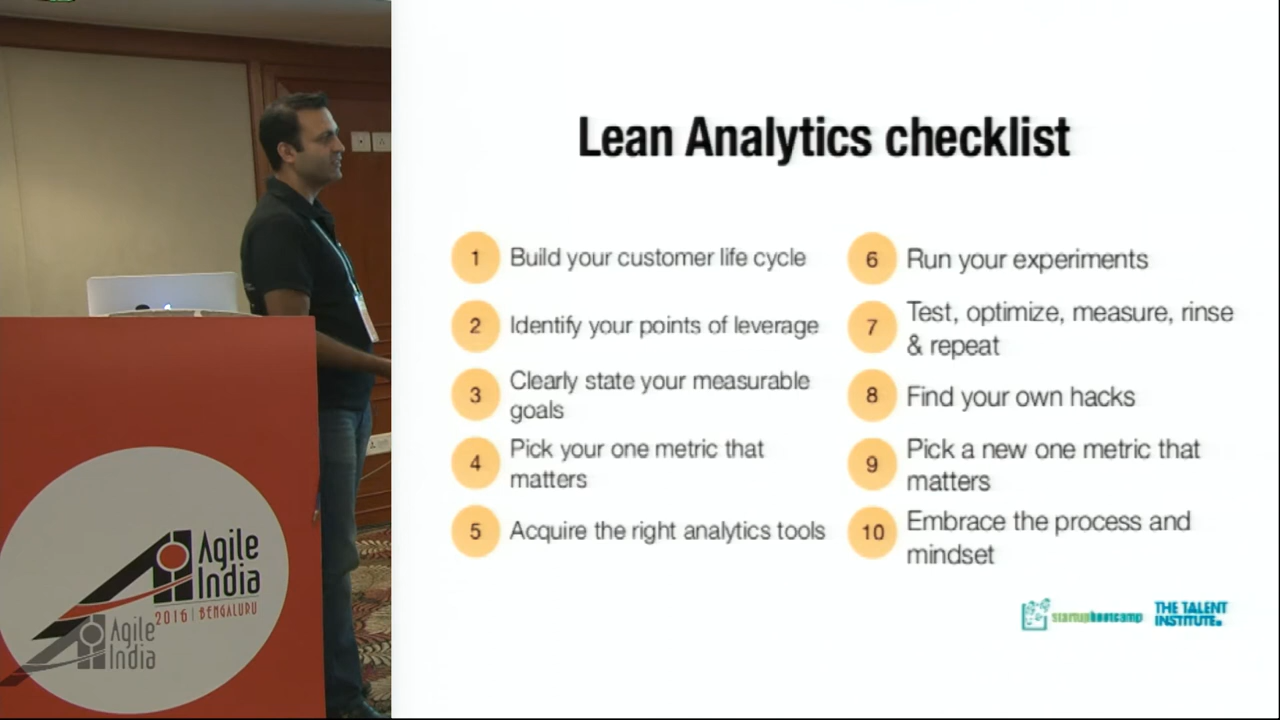 Lean Analytics checklist
1 Build your customer life cycle
2 Identify your points of leverage
3 Clearly state your measurable
goals
4 Pick your one metric that
matters
5 Acquire the right analytics tools
6 Run your experiments
7 Test, optimize, measure, rinse
& repeat
8 Find your own hacks
9 Pick a new one metric that
matters
10 Embrace the process and
mindset
startupbootcamp
THE TALENT
INSTITUTE.
Agile
India
2016 | BENGALURU
Agile
India